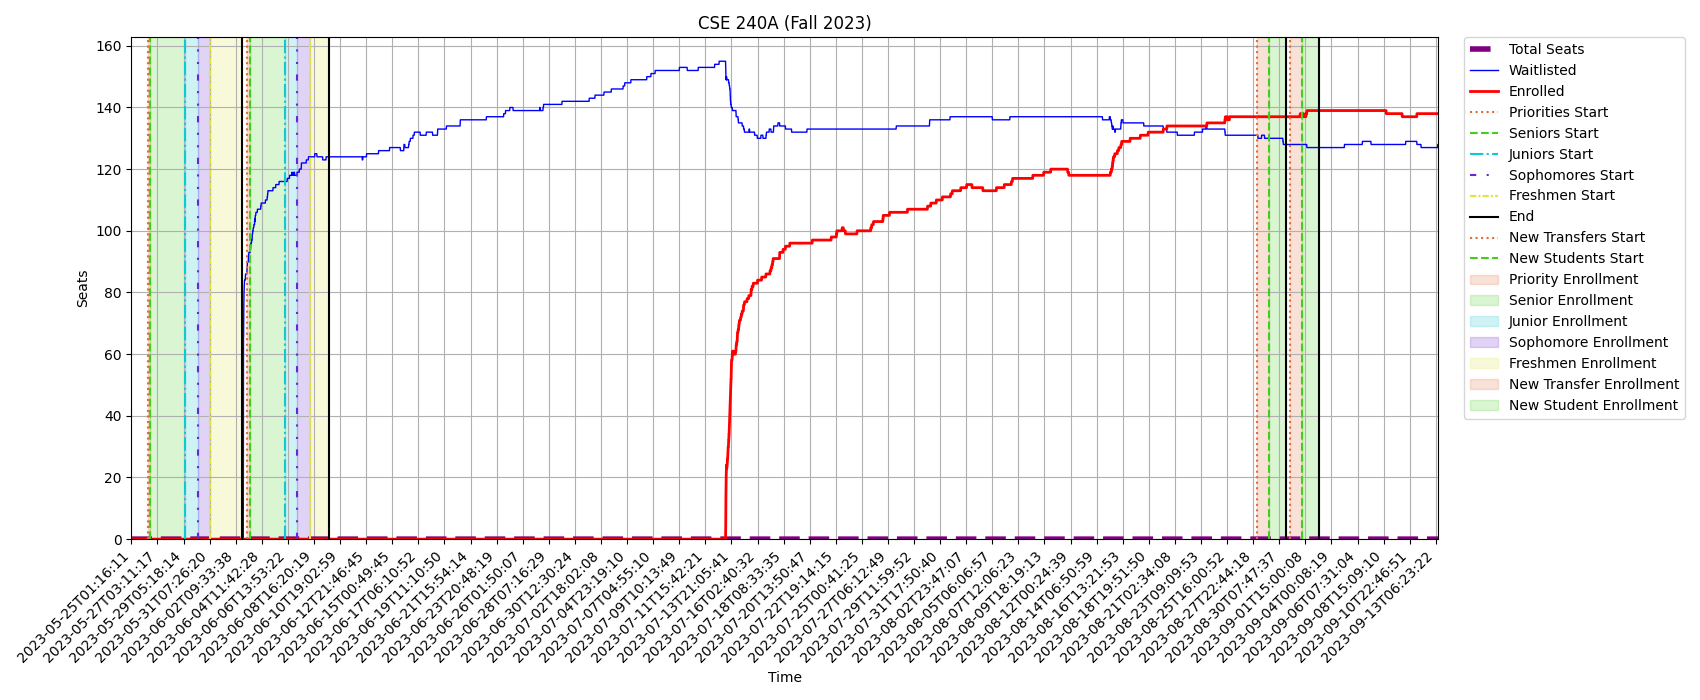 CSE 240A (Fall 2023)
160
140
120
100
80
60
40
20
0
Seats
2023-05-25T01:16:11
2023-05-27T03:11:17
2023-05-29T05:18:14
2023-05-31T07:26:20
2023-06-02T09:33:38
2023-06-04T11:42:28
2023-06-06T13:53:22
2023-06-08T16:20:19
2023-06-10T19:02:59
2023-06-12T21:46:45
2023-06-15T00:49:45
2023-06-17T06:10:52
2023-06-19T11:10:50
2023-06-21T15:54:14
2023-06-23T20:48:19
2023-06-26T01:50:07
2023-06-28T07:16:29
2023-06-30T12:30:24
2023-07-02T18:02:08
2023-07-04T23:19:10
2023-07-07T04:55:10
2023-07-09T10:13:49
2023-07-11T15:42:21
2023-07-13T21:05:41
2023-07-16T02:40:32
2023-07-18T08:33:35
2023-07-20T13:50:47
2023-07-22T19:14:15
2023-07-25T00:41:25
2023-07-27T06:12:49
2023-07-29T11:59:52
2023-07-31T17:50:40
2023-08-02T23:47:07
2023-08-05T06:06:57
2023-08-07T12:06:23
2023-08-09T18:19:13
2023-08-12T00:24:39
2023-08-14T06:50:59
2023-08-16T13:21:53
2023-08-18T19:51:50
2023-08-21T02:34:08
2023-08-23T09:09:53
2023-08-25T16:00:52
2023-08-27T22:44:18
2023-08-30T07:47:37
2023-09-01T15:00:08
2023-09-04T00:08:19
2023-09-06T07:31:04
2023-09-08T15:09:10
2023-09-10T22:46:51
2023-09-13T06:23:22
Time
Total Seats
Waitlisted
Enrolled
Priorities Start
Seniors Start
Juniors Start
Sophomores Start
Freshmen Start
End
New Transfers Start
New Students Start
Priority Enrollment
Senior Enrollment
Junior Enrollment
Sophomore Enrollment
Freshmen Enrollment
New Transfer Enrollment
New Student Enrollment